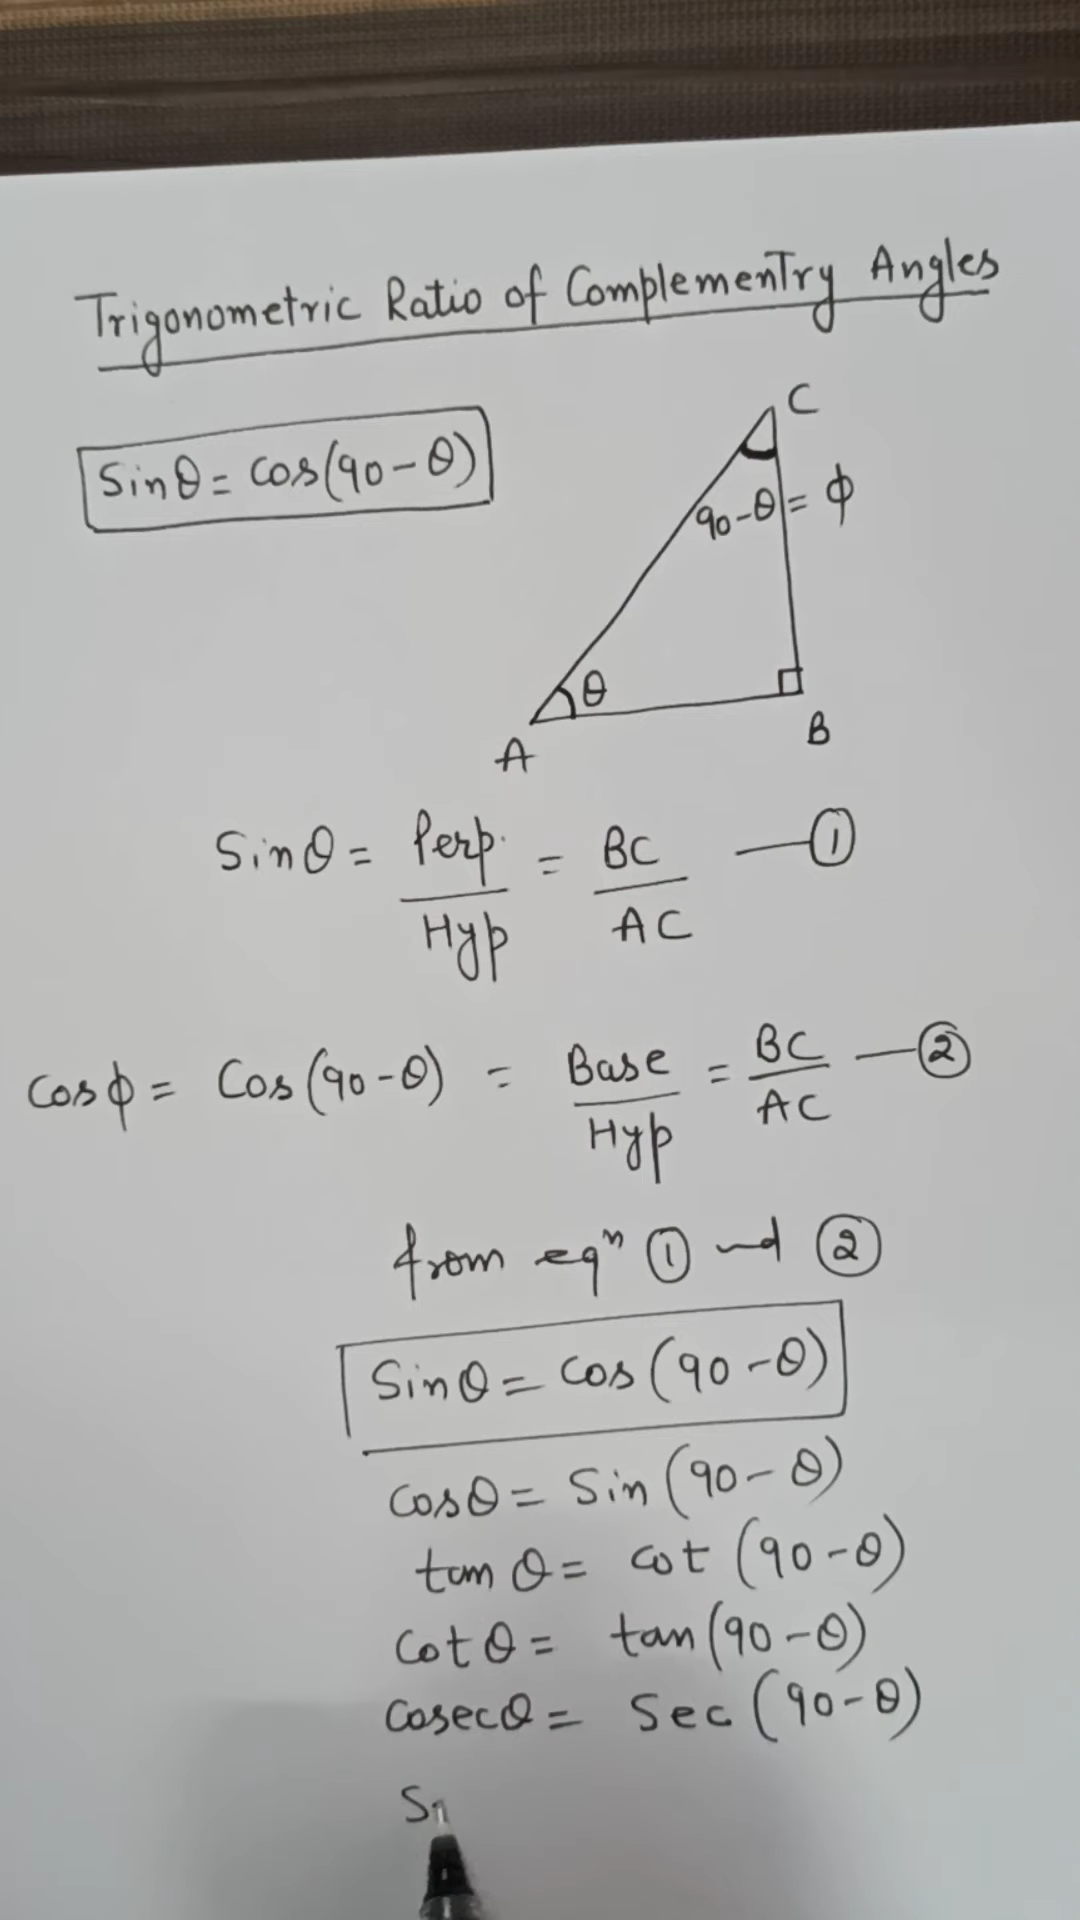 Trigonometric Ratio of Complementry Angles
Sinθ = Cos(90-θ)
C
90-θ = ϕ
θ
A
B
Sinθ = Perp. / Hyp = BC / AC — ①
Cosϕ = Cos(90-θ) = Base / Hyp = BC / AC — ②
from eqⁿ ① and ②
Sinθ = Cos(90-θ)
Cosθ = Sin(90-θ)
tanθ = Cot(90-θ)
Cotθ = tan(90-θ)
Cosecθ = Sec(90-θ)